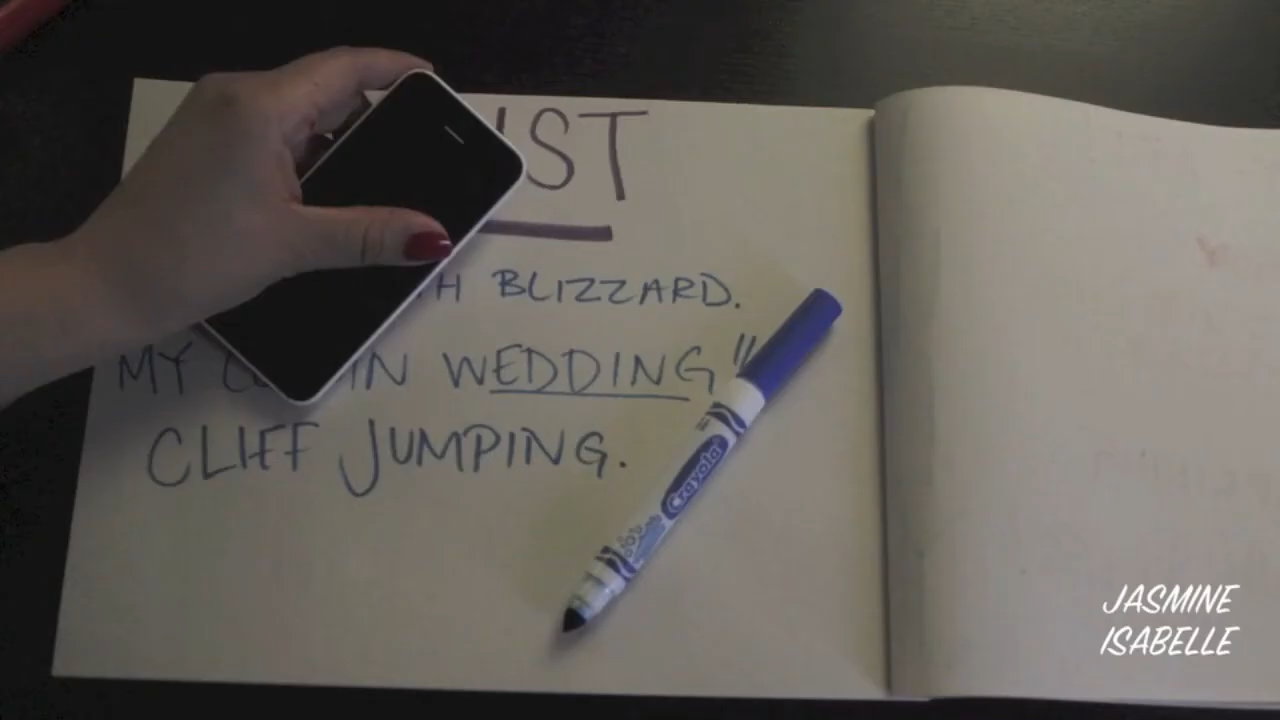 IST
H BLIZZARD.
MY IN WEDDING "
CLIFF JUMPING.
Crayola
JASMINE
ISABELLE